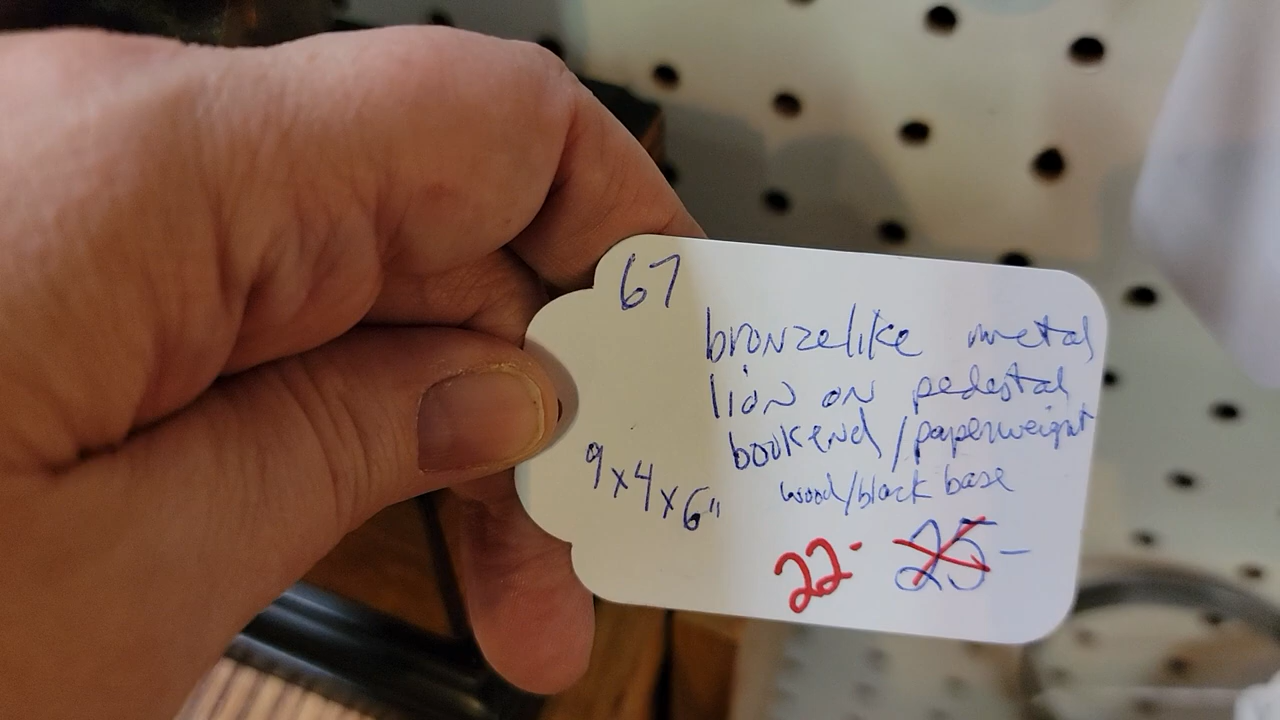 67
bronzelike metal
lion on pedestal
bookend/paperweight
9x4x6"
wood/black base
22- 25-